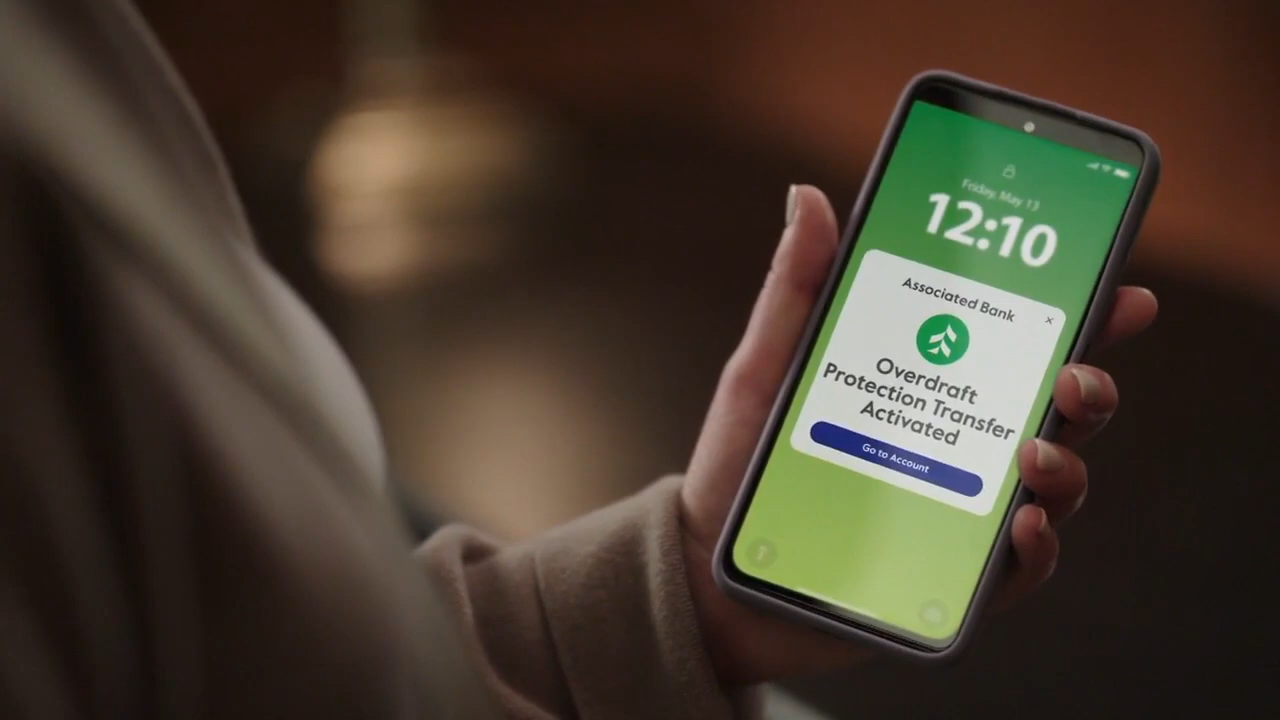 Friday, May 13
12:10
Associated Bank
Overdraft
Protection Transfer
Activated
Go to Account